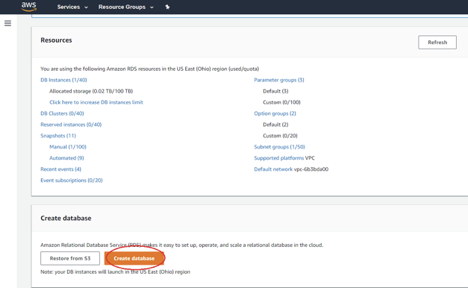 aws
Services
Resource Groups
Resources
Refresh
You are using the following Amazon RDS resources in the US East (Ohio) region (used/quota)
DB Instances (1/40)
Allocated storage (0.02 TB/100 TB)
Click here to increase DB instances limit
DB Clusters (0/40)
Reserved instances (0/40)
Snapshots (11)
Manual (1/100)
Automated (9)
Recent events (4)
Event subscriptions (0/20)
Parameter groups (3)
Default (3)
Custom (0/100)
Option groups (2)
Default (2)
Custom (0/20)
Subnet groups (1/50)
Supported platforms VPC
Default network vpc-6b3bda00
Create database
Amazon Relational Database Service (RDS) makes it easy to set up, operate, and scale a relational database in the cloud.
Restore from S3
Create database
Note: your DB instances will launch in the US East (Ohio) region